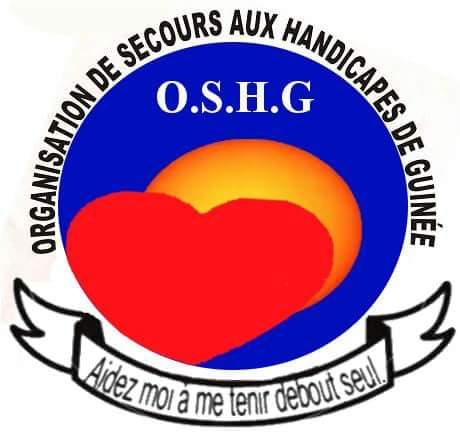 ORGANISATION DE SECOURS AUX HANDICAPES DE GUINÉE
O.S.H.G
Aidez moi à me tenir debout seul.